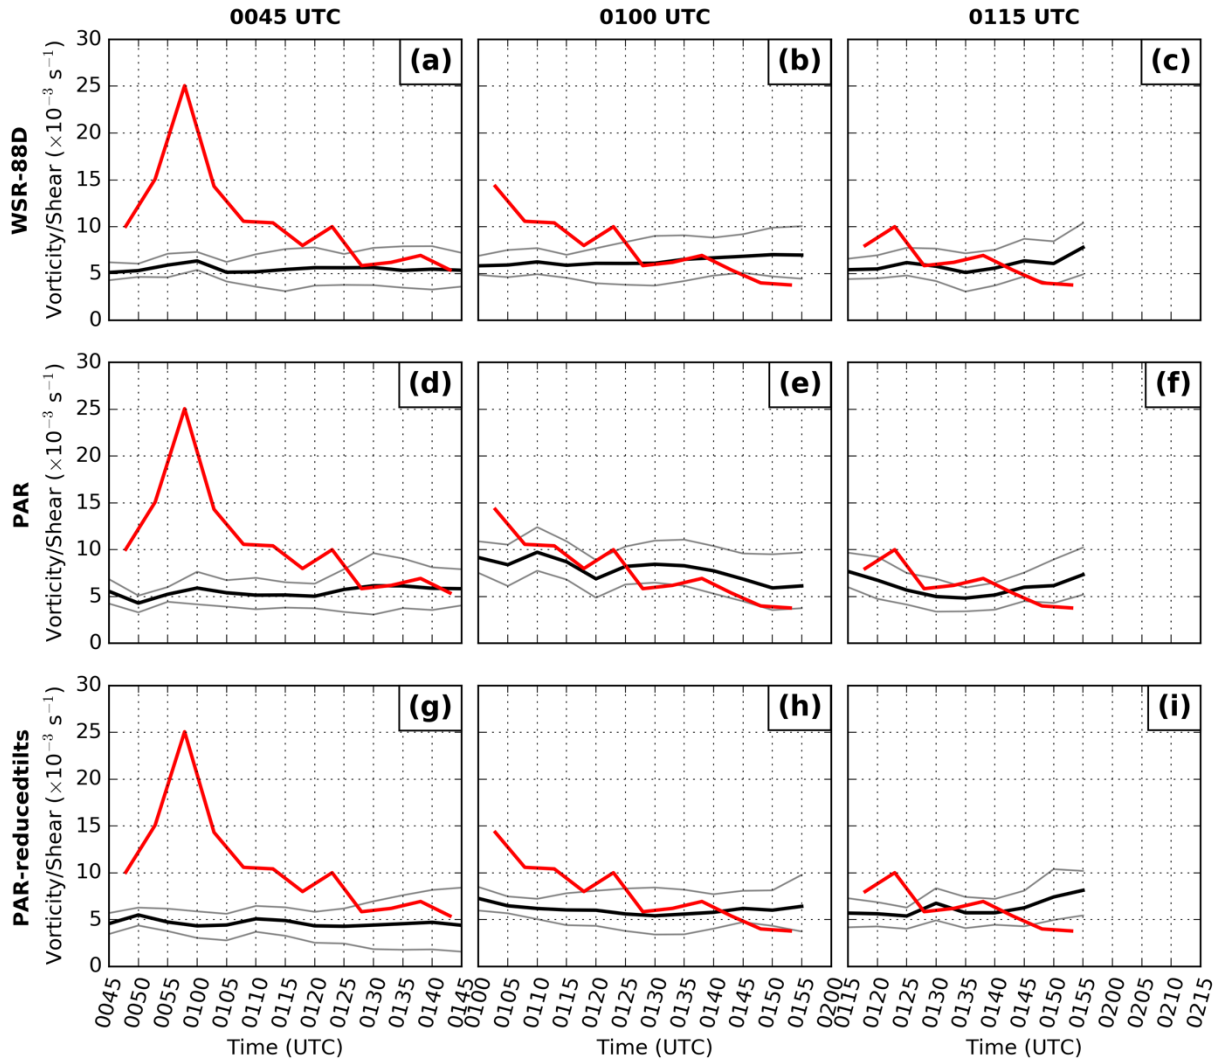 0045 UTC
0100 UTC
0115 UTC
WSR-88D
Vorticity/Shear (×10⁻³ s⁻¹)
30
25
20
15
10
5
0
(a)
(b)
(c)
PAR
Vorticity/Shear (×10⁻³ s⁻¹)
30
25
20
15
10
5
0
(d)
(e)
(f)
PAR-reducedtilts
Vorticity/Shear (×10⁻³ s⁻¹)
30
25
20
15
10
5
0
(g)
(h)
(i)
0045 0050 0055 0100 0105 0110 0115 0120 0125 0130 0135 0140 0145
0100 0105 0110 0115 0120 0125 0130 0135 0140 0145 0150 0155 0200
0115 0120 0125 0130 0135 0140 0145 0150 0155 0200 0205 0210 0215
Time (UTC)
Time (UTC)
Time (UTC)